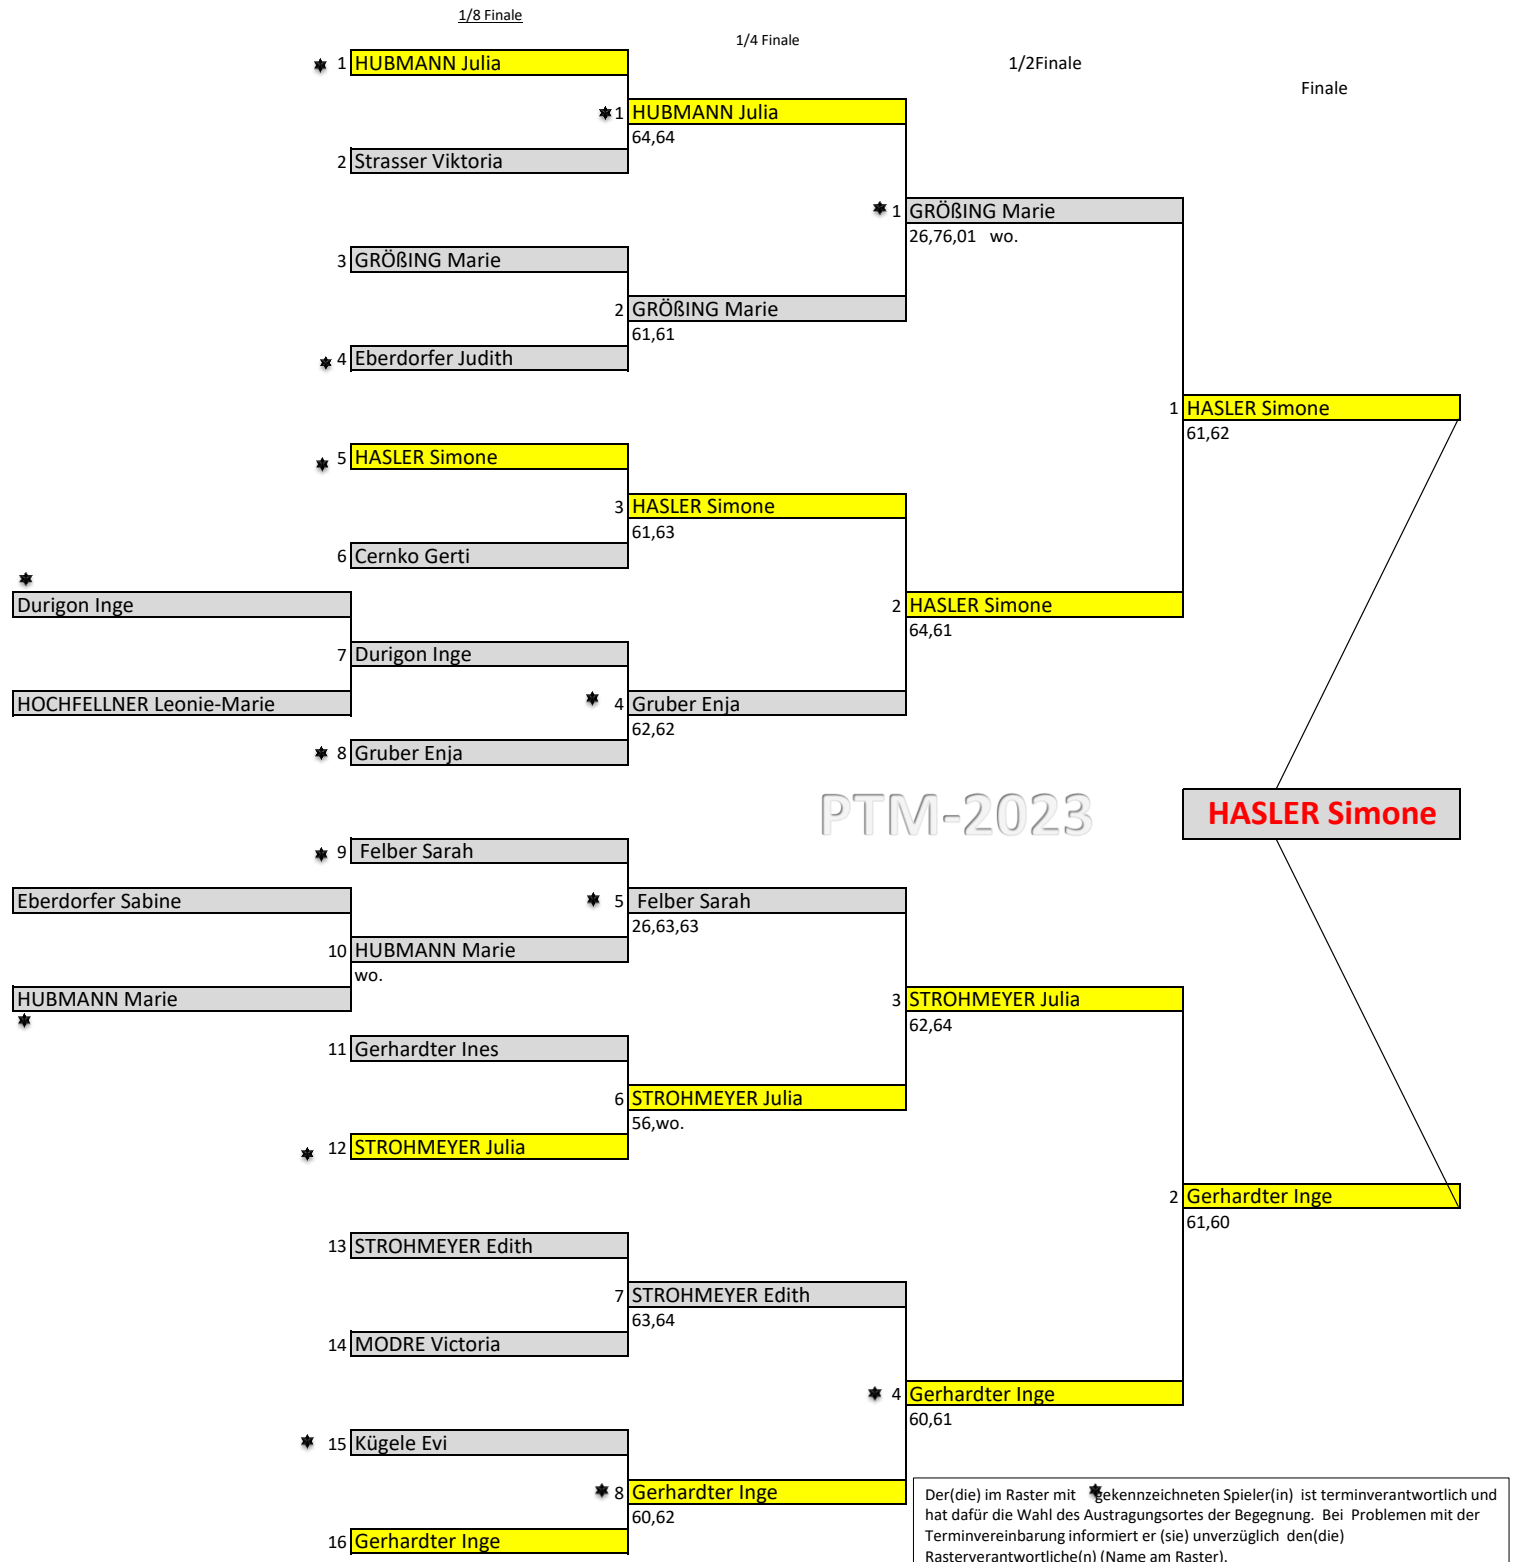 1/8 Finale
1/4 Finale
1/2Finale
Finale
1 HUBMANN Julia
1 HUBMANN Julia
64,64
2 Strasser Viktoria
1 GRÖßING Marie
26,76,01 wo.
3 GRÖßING Marie
2 GRÖßING Marie
61,61
4 Eberdorfer Judith
1 HASLER Simone
61,62
5 HASLER Simone
3 HASLER Simone
61,63
6 Cernko Gerti
Durigon Inge
2 HASLER Simone
64,61
7 Durigon Inge
HOCHFELLNER Leonie-Marie
4 Gruber Enja
62,62
8 Gruber Enja
PTM-2023
HASLER Simone
9 Felber Sarah
Eberdorfer Sabine
5 Felber Sarah
26,63,63
10 HUBMANN Marie
wo.
HUBMANN Marie
3 STROHMEYER Julia
62,64
11 Gerhardter Ines
6 STROHMEYER Julia
56,wo.
12 STROHMEYER Julia
2 Gerhardter Inge
61,60
13 STROHMEYER Edith
7 STROHMEYER Edith
63,64
14 MODRE Victoria
4 Gerhardter Inge
60,61
15 Kügele Evi
8 Gerhardter Inge
60,62
16 Gerhardter Inge
Der(die) im Raster mit gekennzeichneten Spieler(in) ist terminverantwortlich und
hat dafür die Wahl des Austragungsortes der Begegnung. Bei Problemen mit der
Terminvereinbarung informiert er (sie) unverzüglich den(die)
Rasterverantwortliche(n) (Name am Raster).